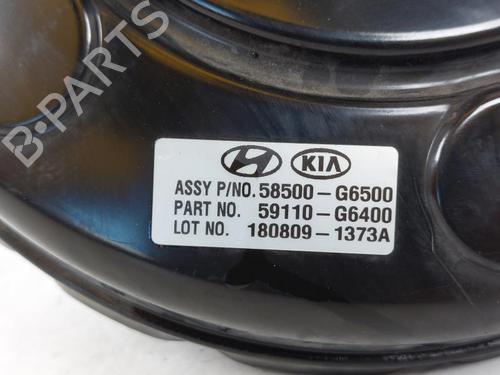 B-PARTS
KIA
ASSY P/NO. 58500-G6500
PART NO. 59110-G6400
LOT NO. 180809-1373A